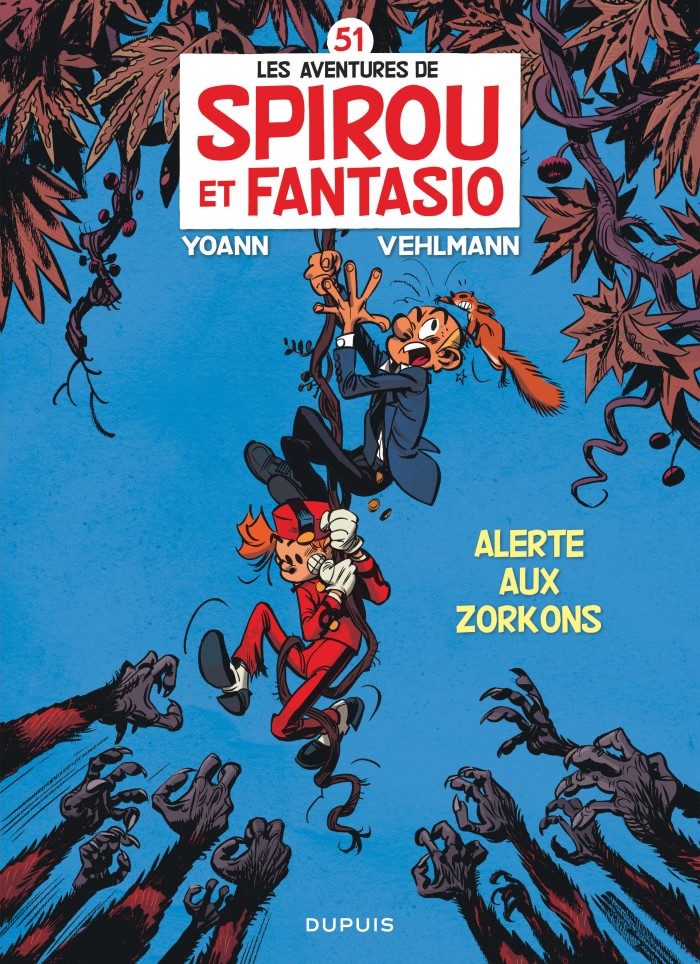 51
LES AVENTURES DE
SPIROU
ET FANTASIO
YOANN VEHLMANN
ALERTE
AUX
ZORKONS
DUPUIS